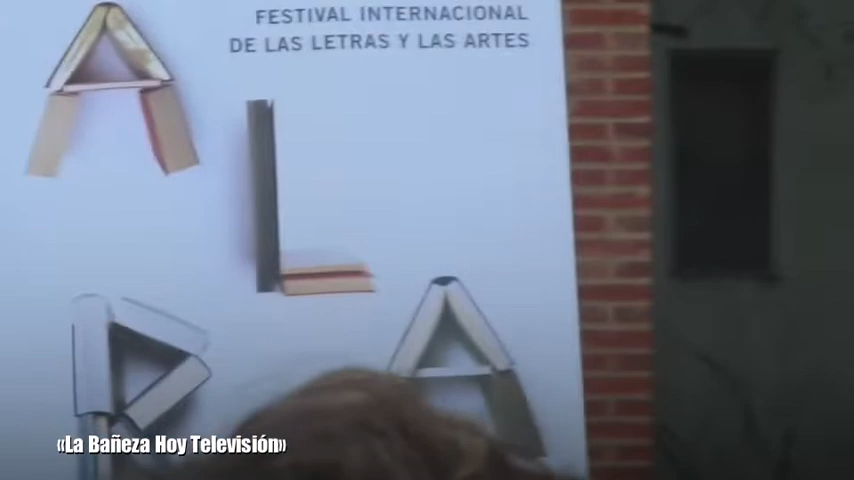 FESTIVAL INTERNACIONAL
DE LAS LETRAS Y LAS ARTES
A
L
P A
«La Bañeza Hoy Televisión»